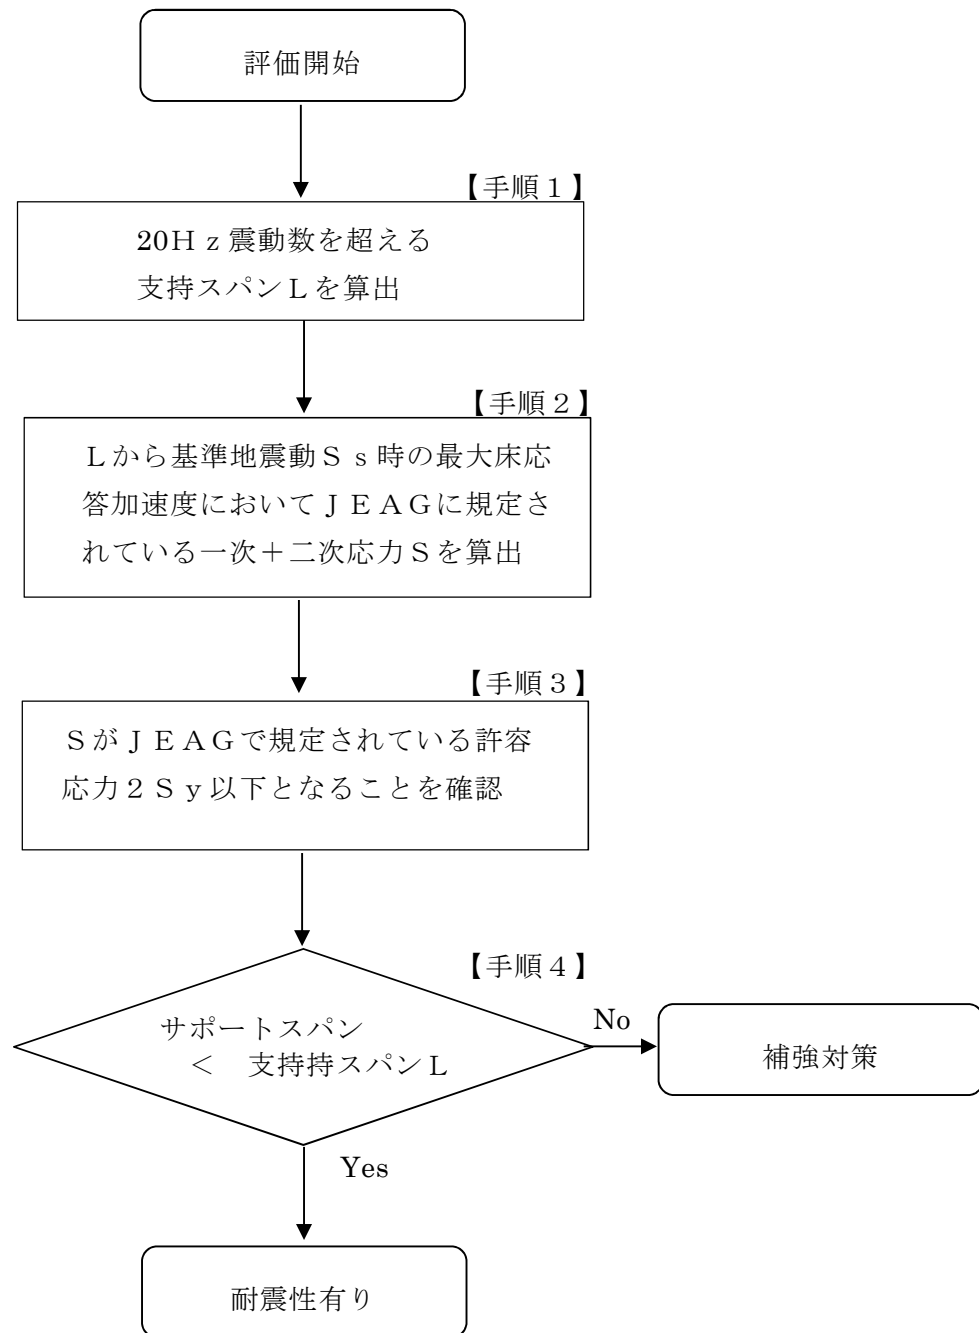 評価開始
【手順１】
20Ｈｚ震動数を超える
支持スパンＬを算出
【手順２】
Ｌから基準地震動Ｓｓ時の最大床応
答加速度においてＪＥＡＧに規定さ
れている一次＋二次応力Ｓを算出
【手順３】
ＳがＪＥＡＧで規定されている許容
応力２Ｓｙ以下となることを確認
【手順４】
サポートスパン
＜　支持持スパンＬ
No
補強対策
Yes
耐震性有り